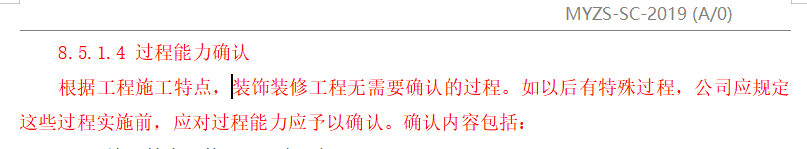 MYZS-SC-2019 (A/0)
8.5.1.4 过程能力确认
根据工程施工特点，装饰装修工程无需要确认的过程。如以后有特殊过程，公司应规定
这些过程实施前，应对过程能力应予以确认。确认内容包括：